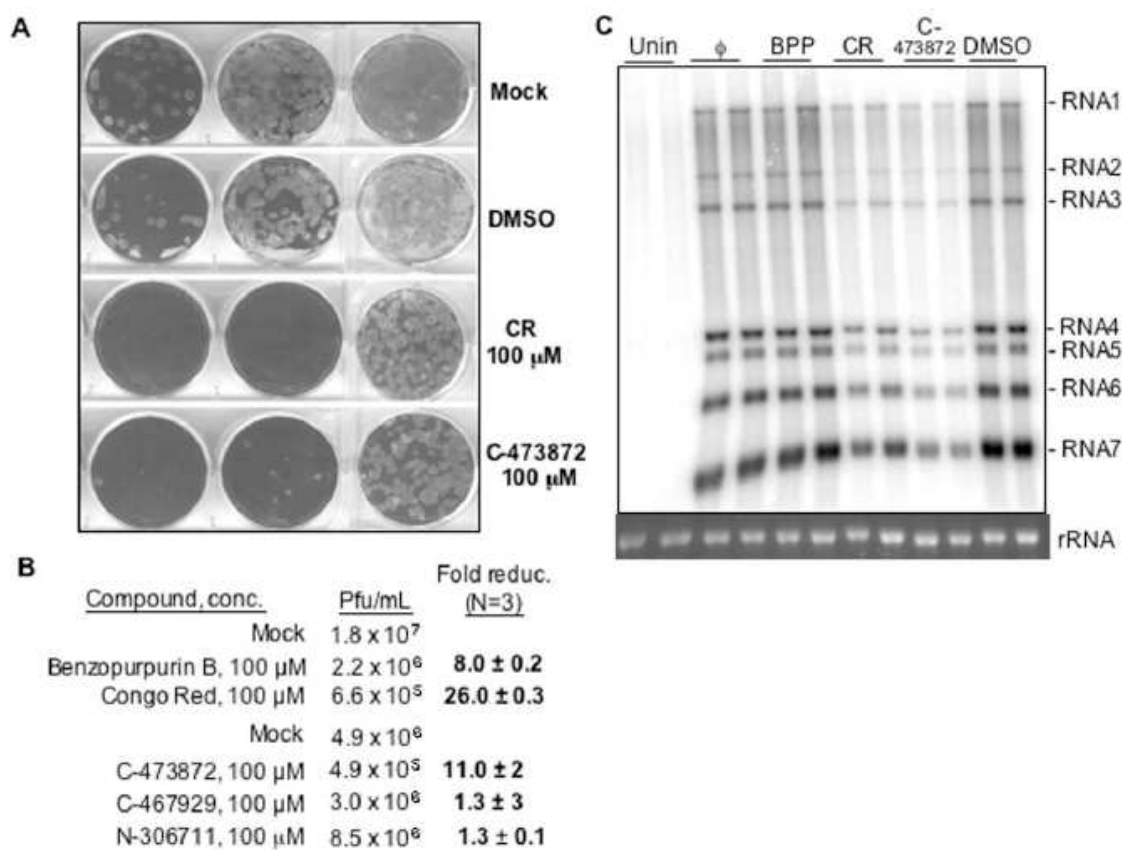 A
Mock
DMSO
CR
100 μM
C-473872
100 μM
B
Compound, conc. Pfu/mL Fold reduc. (N=3)
Mock 1.8 x 10⁷
Benzopurpurin B, 100 μM 2.2 x 10⁶ 8.0 ± 0.2
Congo Red, 100 μM 6.6 x 10⁵ 26.0 ± 0.3
Mock 4.9 x 10⁶
C-473872, 100 μM 4.9 x 10⁵ 11.0 ± 2
C-467929, 100 μM 3.0 x 10⁶ 1.3 ± 3
N-306711, 100 μM 8.5 x 10⁶ 1.3 ± 0.1
C
Unin ϕ BPP CR C-473872 DMSO
- RNA1
- RNA2
- RNA3
- RNA4
- RNA5
- RNA6
- RNA7
rRNA